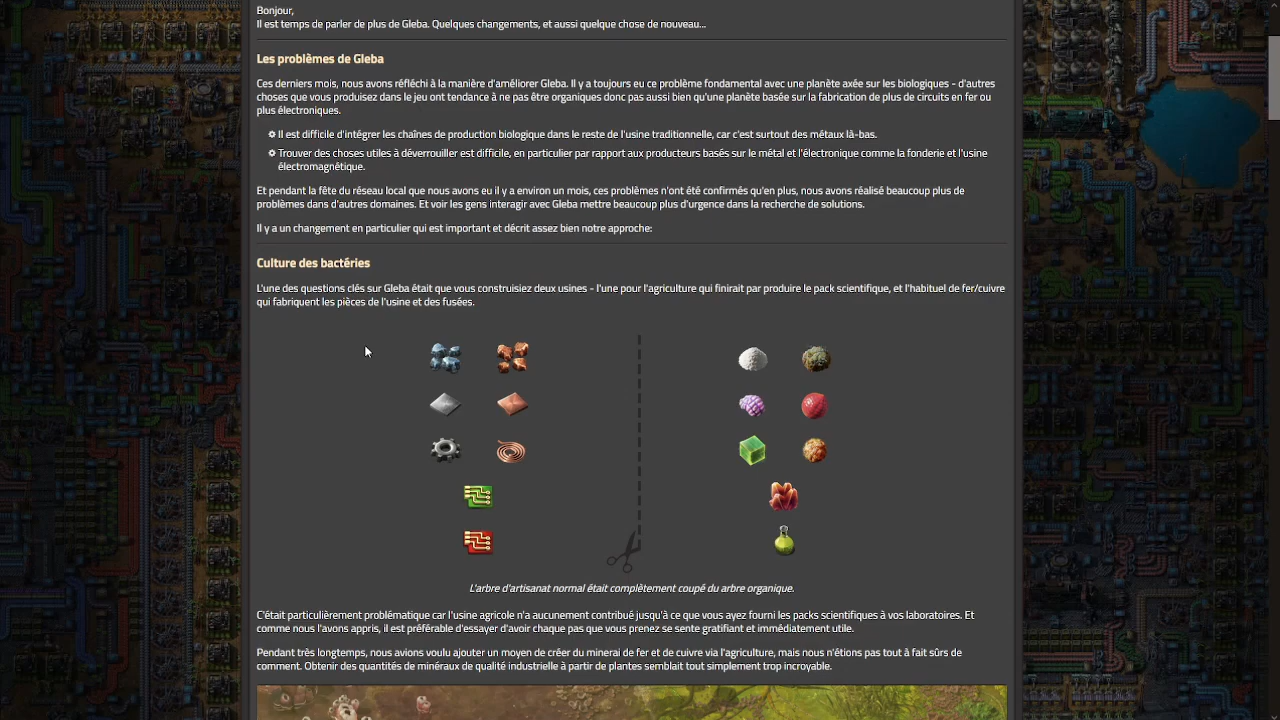 Bonjour,
Il est temps de parler de plus de Gleba. Quelques changements, et aussi quelque chose de nouveau...
Les problèmes de Gleba
Ces derniers mois, nous avons réfléchi à la manière d'améliorer Gleba. Il y a toujours eu ce problème fondamental avec une planète axée sur les biologiques - d'autres
choses que vous produisez dans le jeu ont tendance à ne pas être organiques donc pas aussi bien qu'une planète basée sur la fabrication de plus de circuits en fer ou
plus électroniques.
Il est difficile d'intégrer les chaînes de production biologique dans le reste de l'usine traditionnelle, car c'est surtout des métaux là-bas.
Trouver des choses utiles à déverrouiller est difficile, en particulier par rapport aux producteurs basés sur le métal et l'électronique comme la fonderie et l'usine
électromagnétique.
Et pendant la fête du réseau local que nous avons eu il y a environ un mois, ces problèmes n'ont été confirmés qu'en plus, nous avons réalisé beaucoup plus de
problèmes dans d'autres domaines. Et voir les gens interagir avec Gleba mettre beaucoup plus d'urgence dans la recherche de solutions.
Il y a un changement en particulier qui est important et décrit assez bien notre approche:
Culture des bactéries
L'une des questions clés sur Gleba était que vous construisiez deux usines - l'une pour l'agriculture qui finirait par produire le pack scientifique, et l'habituel de fer/cuivre
qui fabriquent les pièces de l'usine et des fusées.
L'arbre d'artisanat normal était complètement coupé du arbre organique.
C'était particulièrement problématique car l'usine agricole n'a aucunement contribué jusqu'à ce que vous ayez fourni les packs scientifiques à vos laboratoires. Et
comme nous l'avons appris, il est préférable d'essayer d'avoir chaque pas que vous prenez se sente gratifiant et immédiatement utile.
Pendant très longtemps, nous avions voulu ajouter un moyen de créer du minerai de fer et de cuivre via l'agriculture, mais nous n'étions pas tout à fait sûrs de
comment. Obtenir des quantités de minéraux de qualité industrielle à partir de plantes semblait tout simplement trop incroyable.